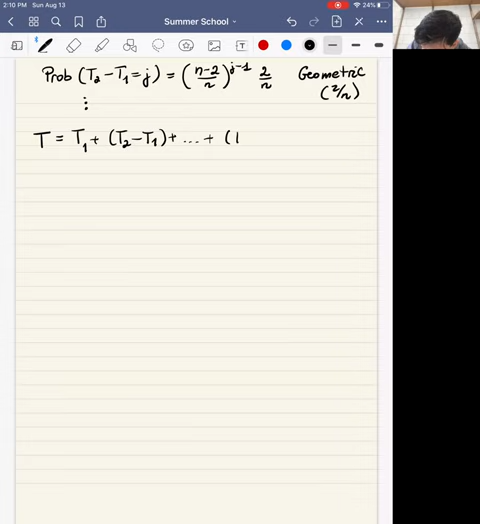 2:10 PM Sun Aug 13
24%
Summer School
Prob (T₂ − T₁ = j) = ((n−2)/n)^(j−1) 2/n Geometric
(2/n)
⋮
T = T₁ + (T₂ − T₁) + ... + (